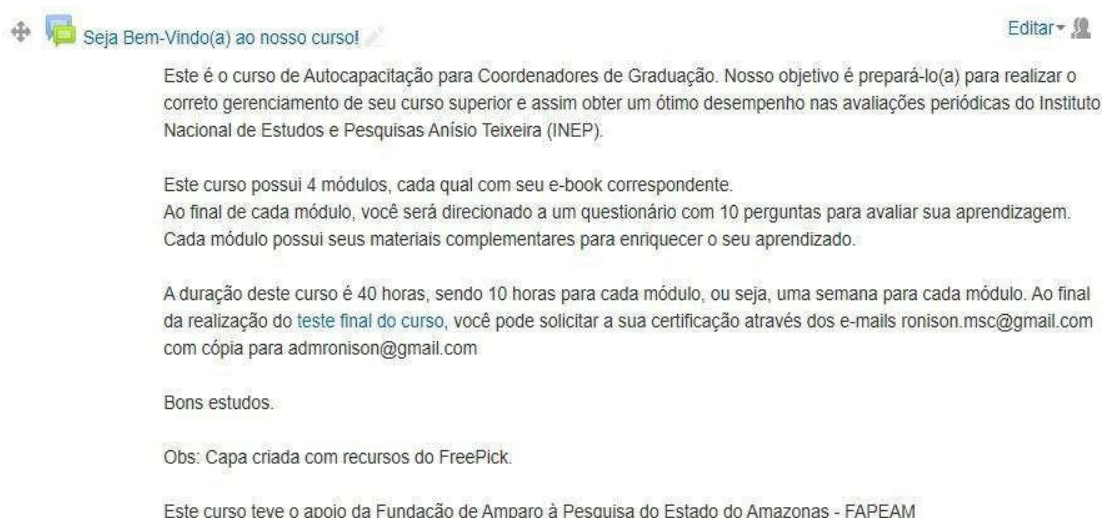 Seja Bem-Vindo(a) ao nosso curso!
Editar
Este é o curso de Autocapacitação para Coordenadores de Graduação. Nosso objetivo é prepará-lo(a) para realizar o
correto gerenciamento de seu curso superior e assim obter um ótimo desempenho nas avaliações periódicas do Instituto
Nacional de Estudos e Pesquisas Anísio Teixeira (INEP).
Este curso possui 4 módulos, cada qual com seu e-book correspondente.
Ao final de cada módulo, você será direcionado a um questionário com 10 perguntas para avaliar sua aprendizagem.
Cada módulo possui seus materiais complementares para enriquecer o seu aprendizado.
A duração deste curso é 40 horas, sendo 10 horas para cada módulo, ou seja, uma semana para cada módulo. Ao final
da realização do teste final do curso, você pode solicitar a sua certificação através dos e-mails ronison.msc@gmail.com
com cópia para admronison@gmail.com
Bons estudos.
Obs: Capa criada com recursos do FreePick.
Este curso teve o apoio da Fundação de Amparo à Pesquisa do Estado do Amazonas - FAPEAM